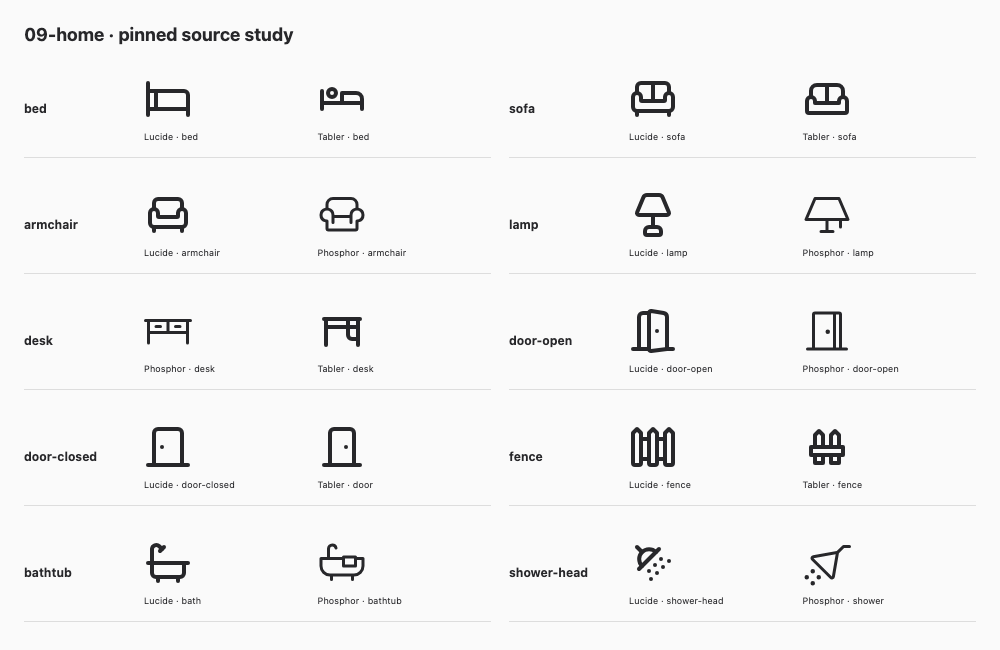 09-home · pinned source study
bed
Lucide · bed
Tabler · bed
sofa
Lucide · sofa
Tabler · sofa
armchair
Lucide · armchair
Phosphor · armchair
lamp
Lucide · lamp
Phosphor · lamp
desk
Phosphor · desk
Tabler · desk
door-open
Lucide · door-open
Phosphor · door-open
door-closed
Lucide · door-closed
Tabler · door
fence
Lucide · fence
Tabler · fence
bathtub
Lucide · bath
Phosphor · bathtub
shower-head
Lucide · shower-head
Phosphor · shower